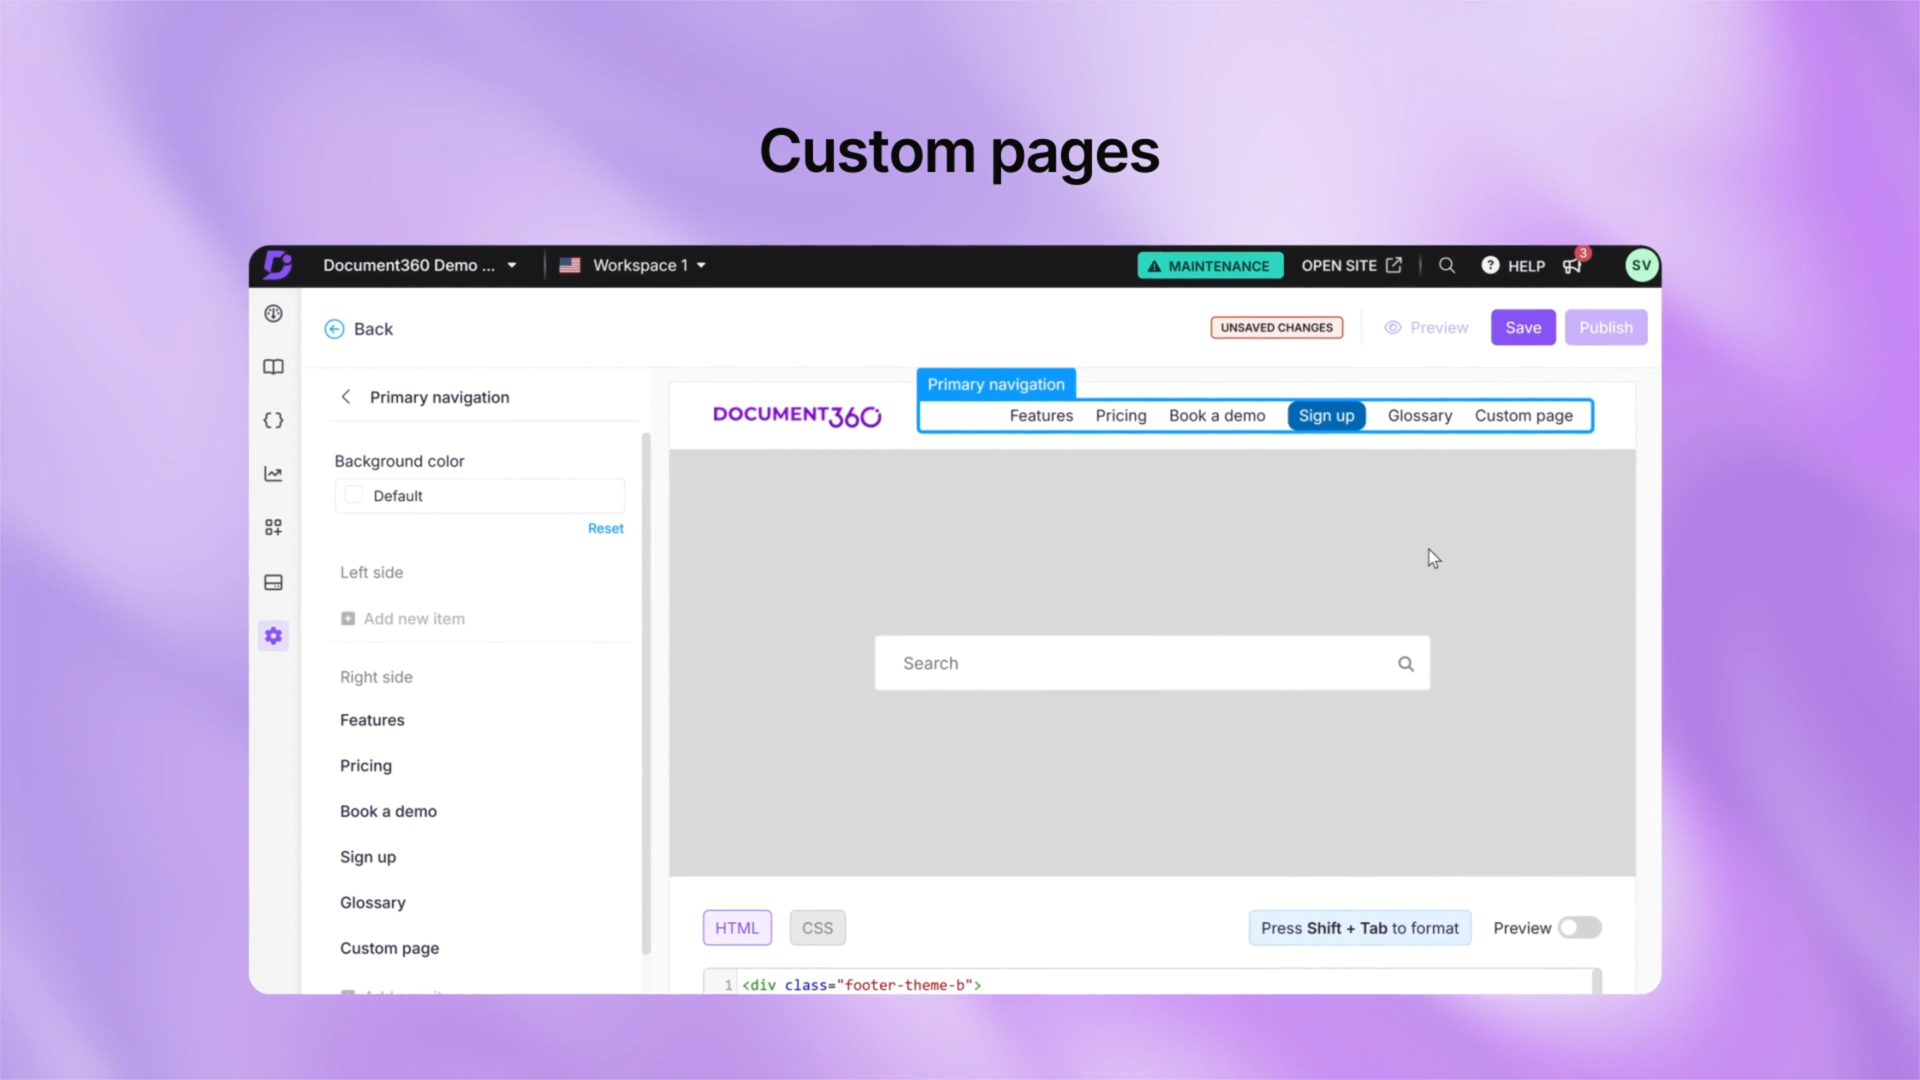 Custom pages
Document360 Demo ...
Workspace 1
MAINTENANCE
OPEN SITE
HELP
3
SV
Back
UNSAVED CHANGES
Preview
Save
Publish
Primary navigation
Background color
Default
Reset
Left side
Add new item
Right side
Features
Pricing
Book a demo
Sign up
Glossary
Custom page
Primary navigation
DOCUMENT360
Features Pricing Book a demo Sign up Glossary Custom page
Search
HTML CSS
Press Shift + Tab to format
Preview
1 <div class="footer-theme-b">